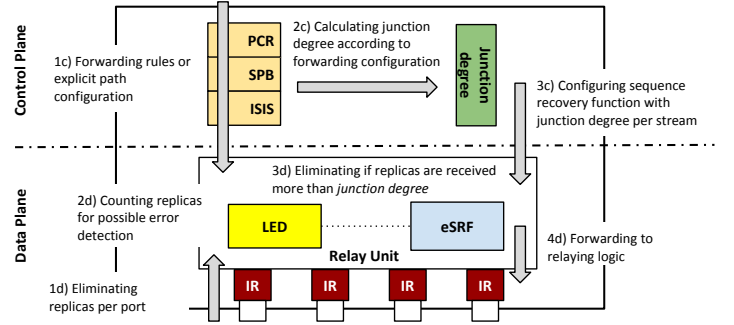 Control Plane
1c) Forwarding rules or
explicit path
configuration
PCR
SPB
ISIS
2c) Calculating junction
degree according to
forwarding configuration
Junction
degree
3c) Configuring sequence
recovery function with
junction degree per stream
Data Plane
2d) Counting replicas
for possible error
detection
3d) Eliminating if replicas are received
more than junction degree
LED
eSRF
Relay Unit
4d) Forwarding to
relaying logic
1d) Eliminating
replicas per port
IR
IR
IR
IR